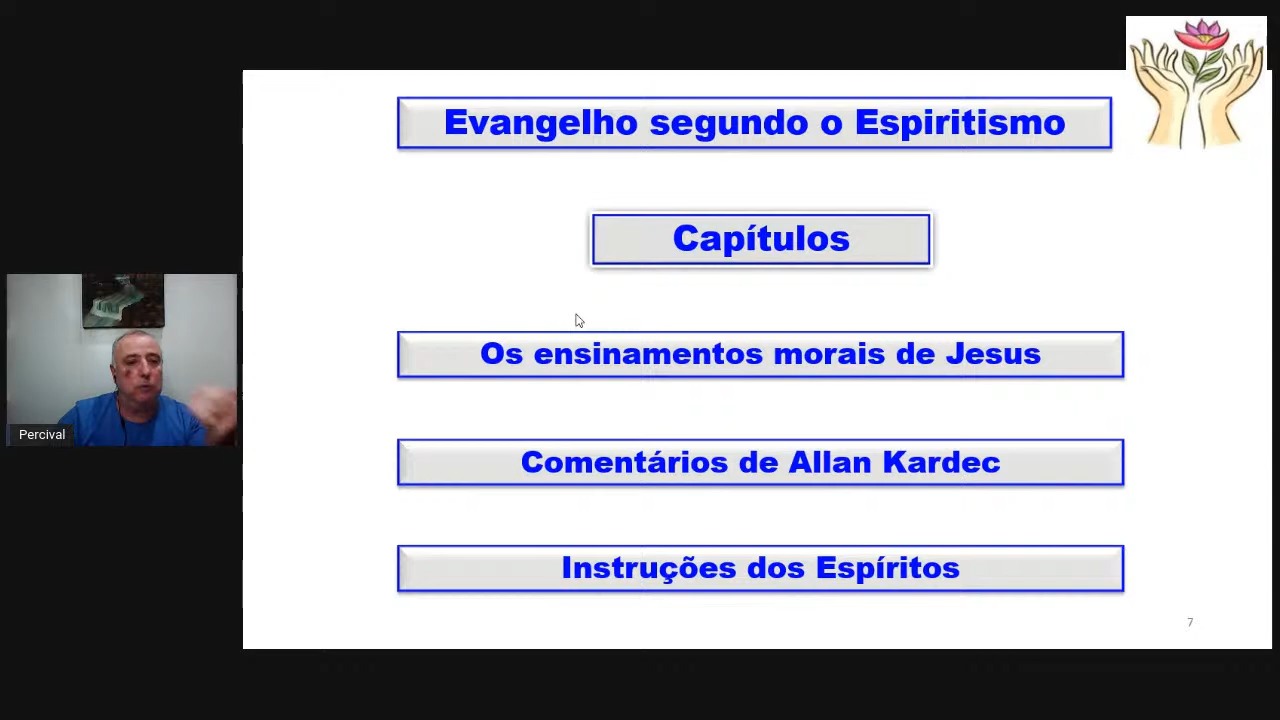 Evangelho segundo o Espiritismo
Capítulos
Os ensinamentos morais de Jesus
Comentários de Allan Kardec
Instruções dos Espíritos
7
Percival